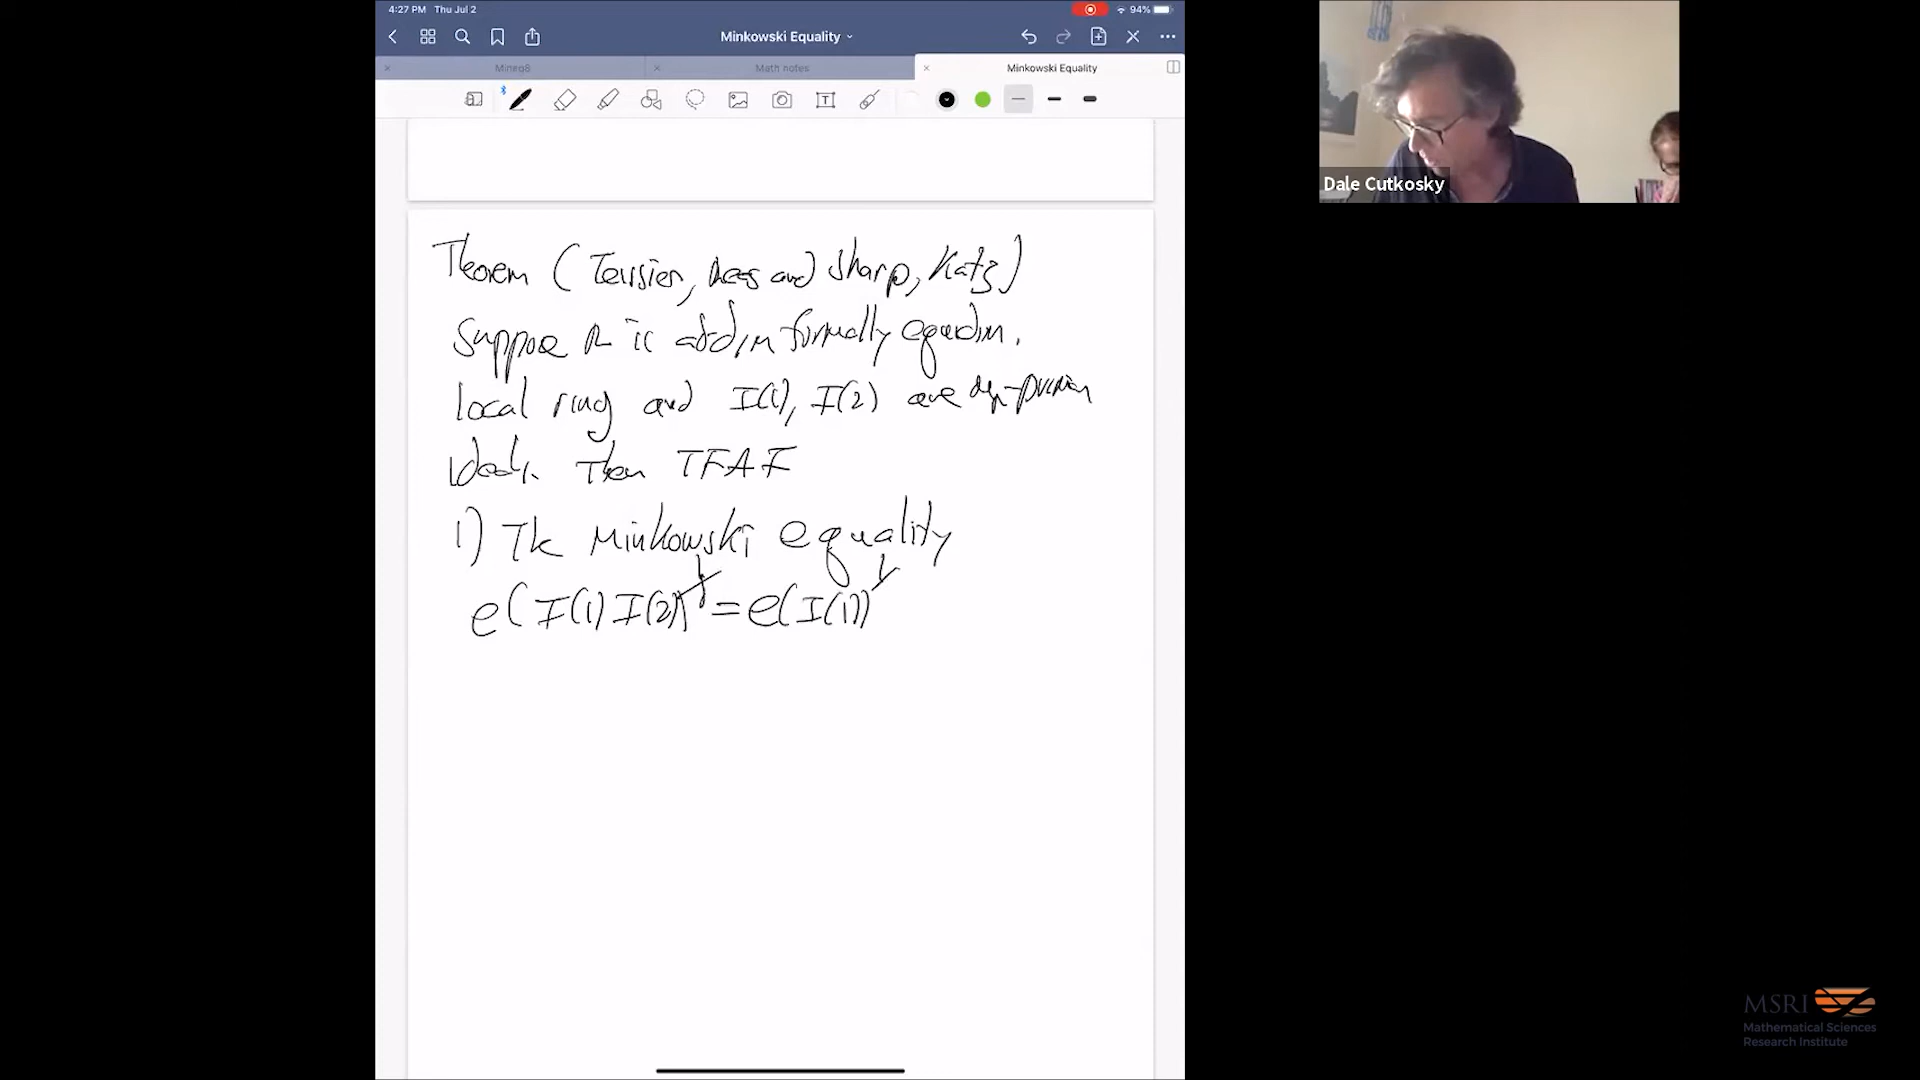 4:27 PM Thu Jul 2
94%
Minkowski Equality
Math notes
Minkowski Equality
Dale Cutkosky
Theorem (Teissier, Rees and Sharp, Katz)
Suppose R is a d dim formally equidim.
local ring and I(1), I(2) are
ideals. Then TFAE
1) The Minkowski equality
e(I(1)I(2))^{1/d} = e(I(1))
MSRI
Mathematical Sciences
Research Institute